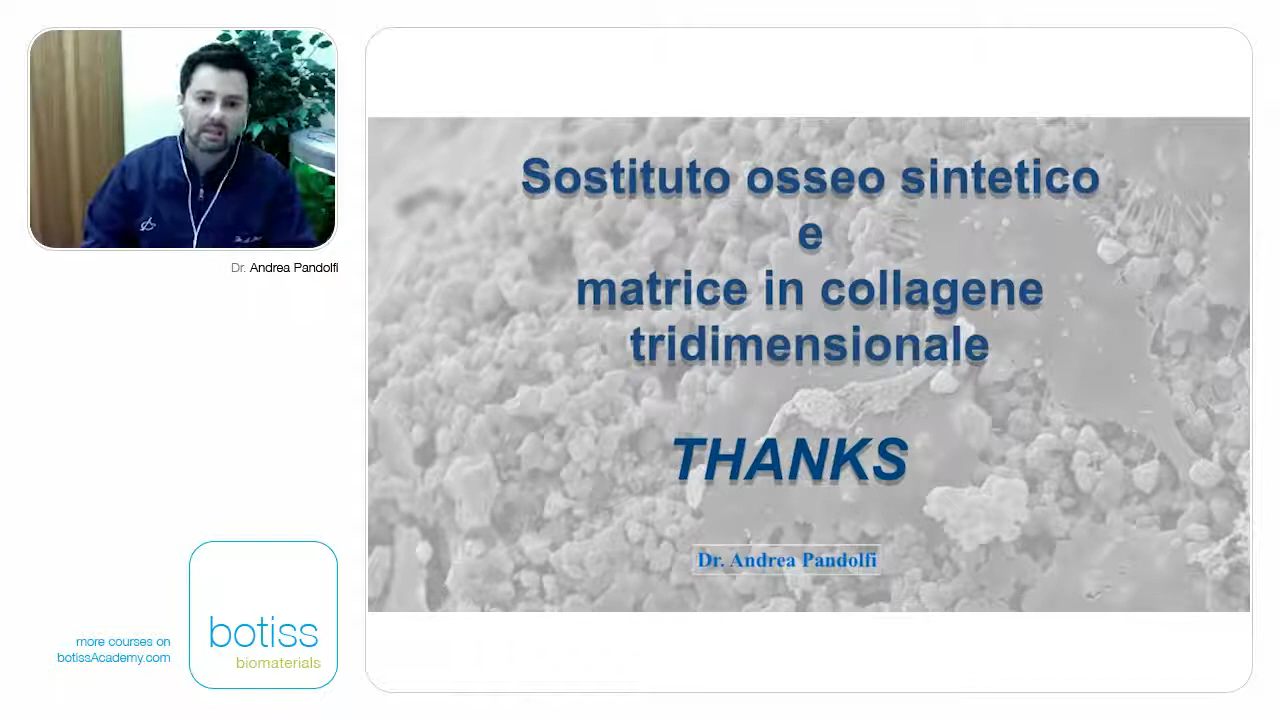 Dr. Andrea Pandolfi
Sostituto osseo sintetico
e
matrice in collagene
tridimensionale
THANKS
Dr. Andrea Pandolfi
more courses on
botissAcademy.com
botiss
biomaterials